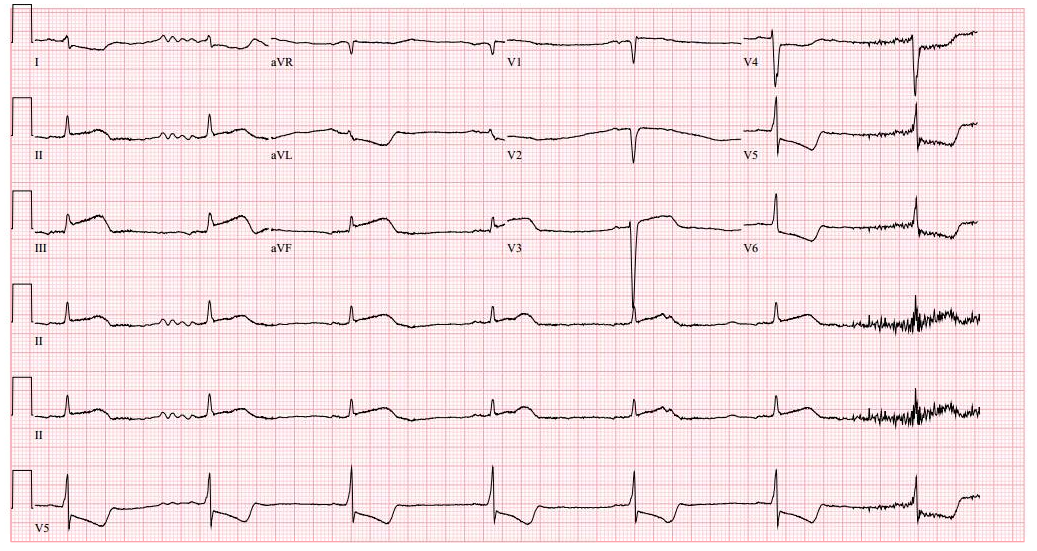 I aVR V1 V4
II aVL V2 V5
III aVF V3 V6
II
II
V5